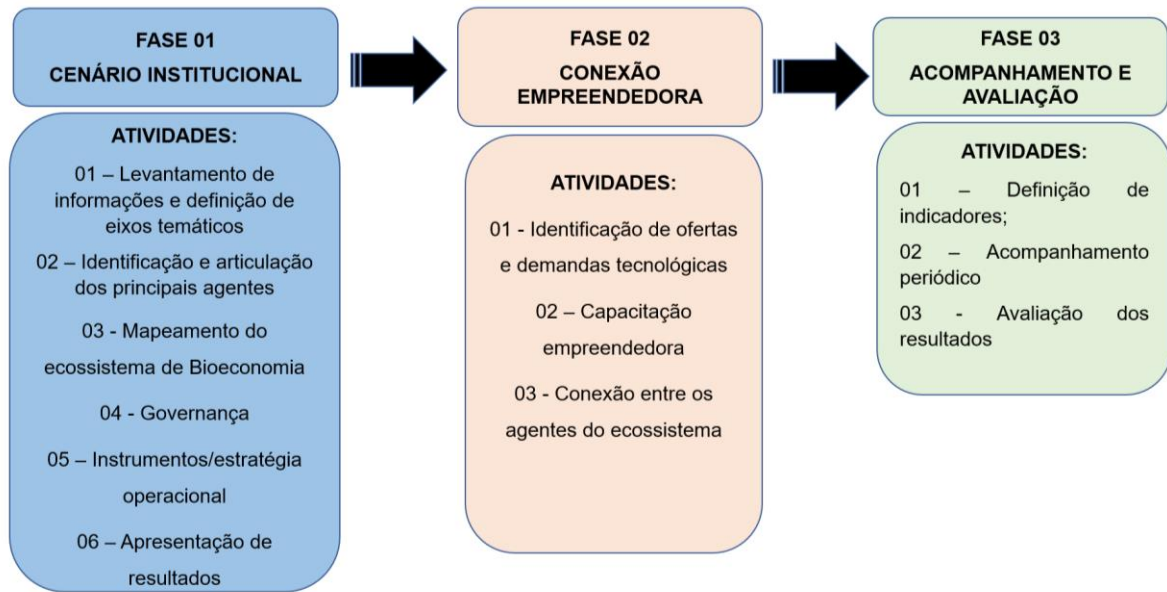 FASE 01
CENÁRIO INSTITUCIONAL
ATIVIDADES:
01 – Levantamento de
informações e definição de
eixos temáticos
02 – Identificação e articulação
dos principais agentes
03 - Mapeamento do
ecossistema de Bioeconomia
04 - Governança
05 – Instrumentos/estratégia
operacional
06 – Apresentação de
resultados
FASE 02
CONEXÃO
EMPREENDEDORA
ATIVIDADES:
01 - Identificação de ofertas
e demandas tecnológicas
02 – Capacitação
empreendedora
03 - Conexão entre os
agentes do ecossistema
FASE 03
ACOMPANHAMENTO E
AVALIAÇÃO
ATIVIDADES:
01 – Definição de
indicadores;
02 – Acompanhamento
periódico
03 - Avaliação dos
resultados